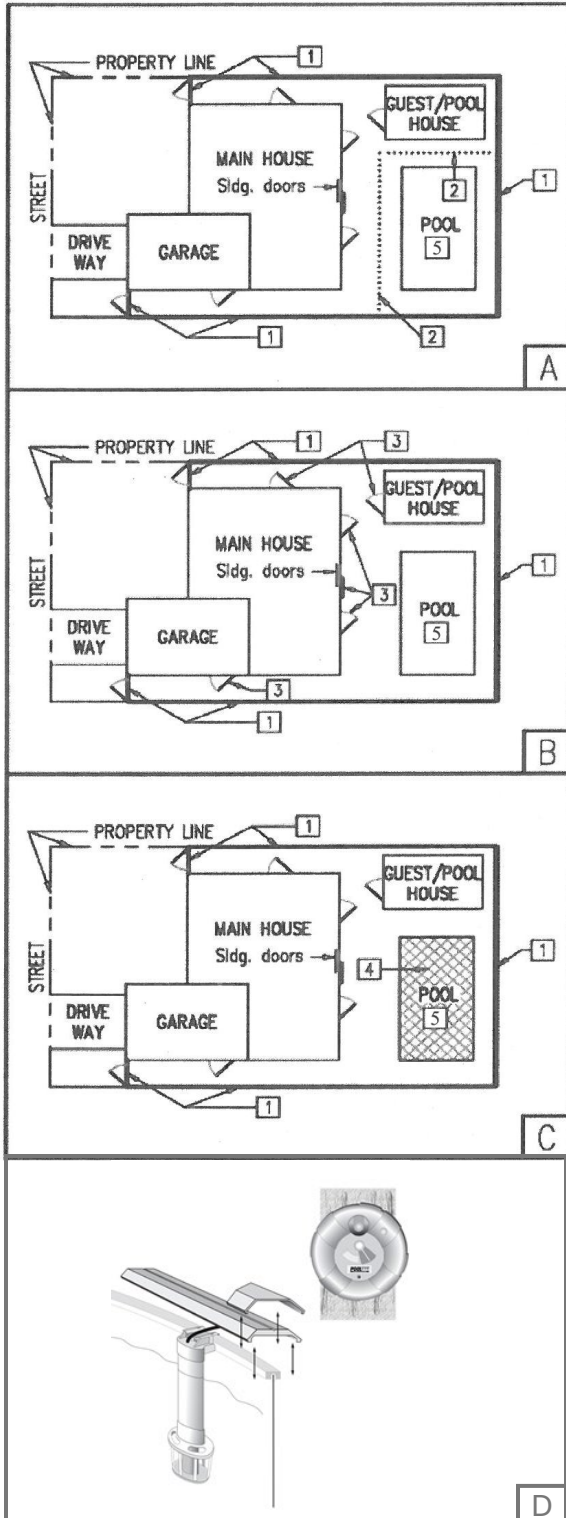 PROPERTY LINE
1
GUEST/POOL
HOUSE
MAIN HOUSE
Sldg. doors
2
1
STREET
POOL
5
DRIVE
WAY
GARAGE
1
2
A
PROPERTY LINE
1
3
GUEST/POOL
HOUSE
MAIN HOUSE
Sldg. doors
1
3
STREET
POOL
5
DRIVE
WAY
GARAGE
3
1
B
PROPERTY LINE
1
GUEST/POOL
HOUSE
MAIN HOUSE
Sldg. doors
1
4
STREET
POOL
5
DRIVE
WAY
GARAGE
1
C
D